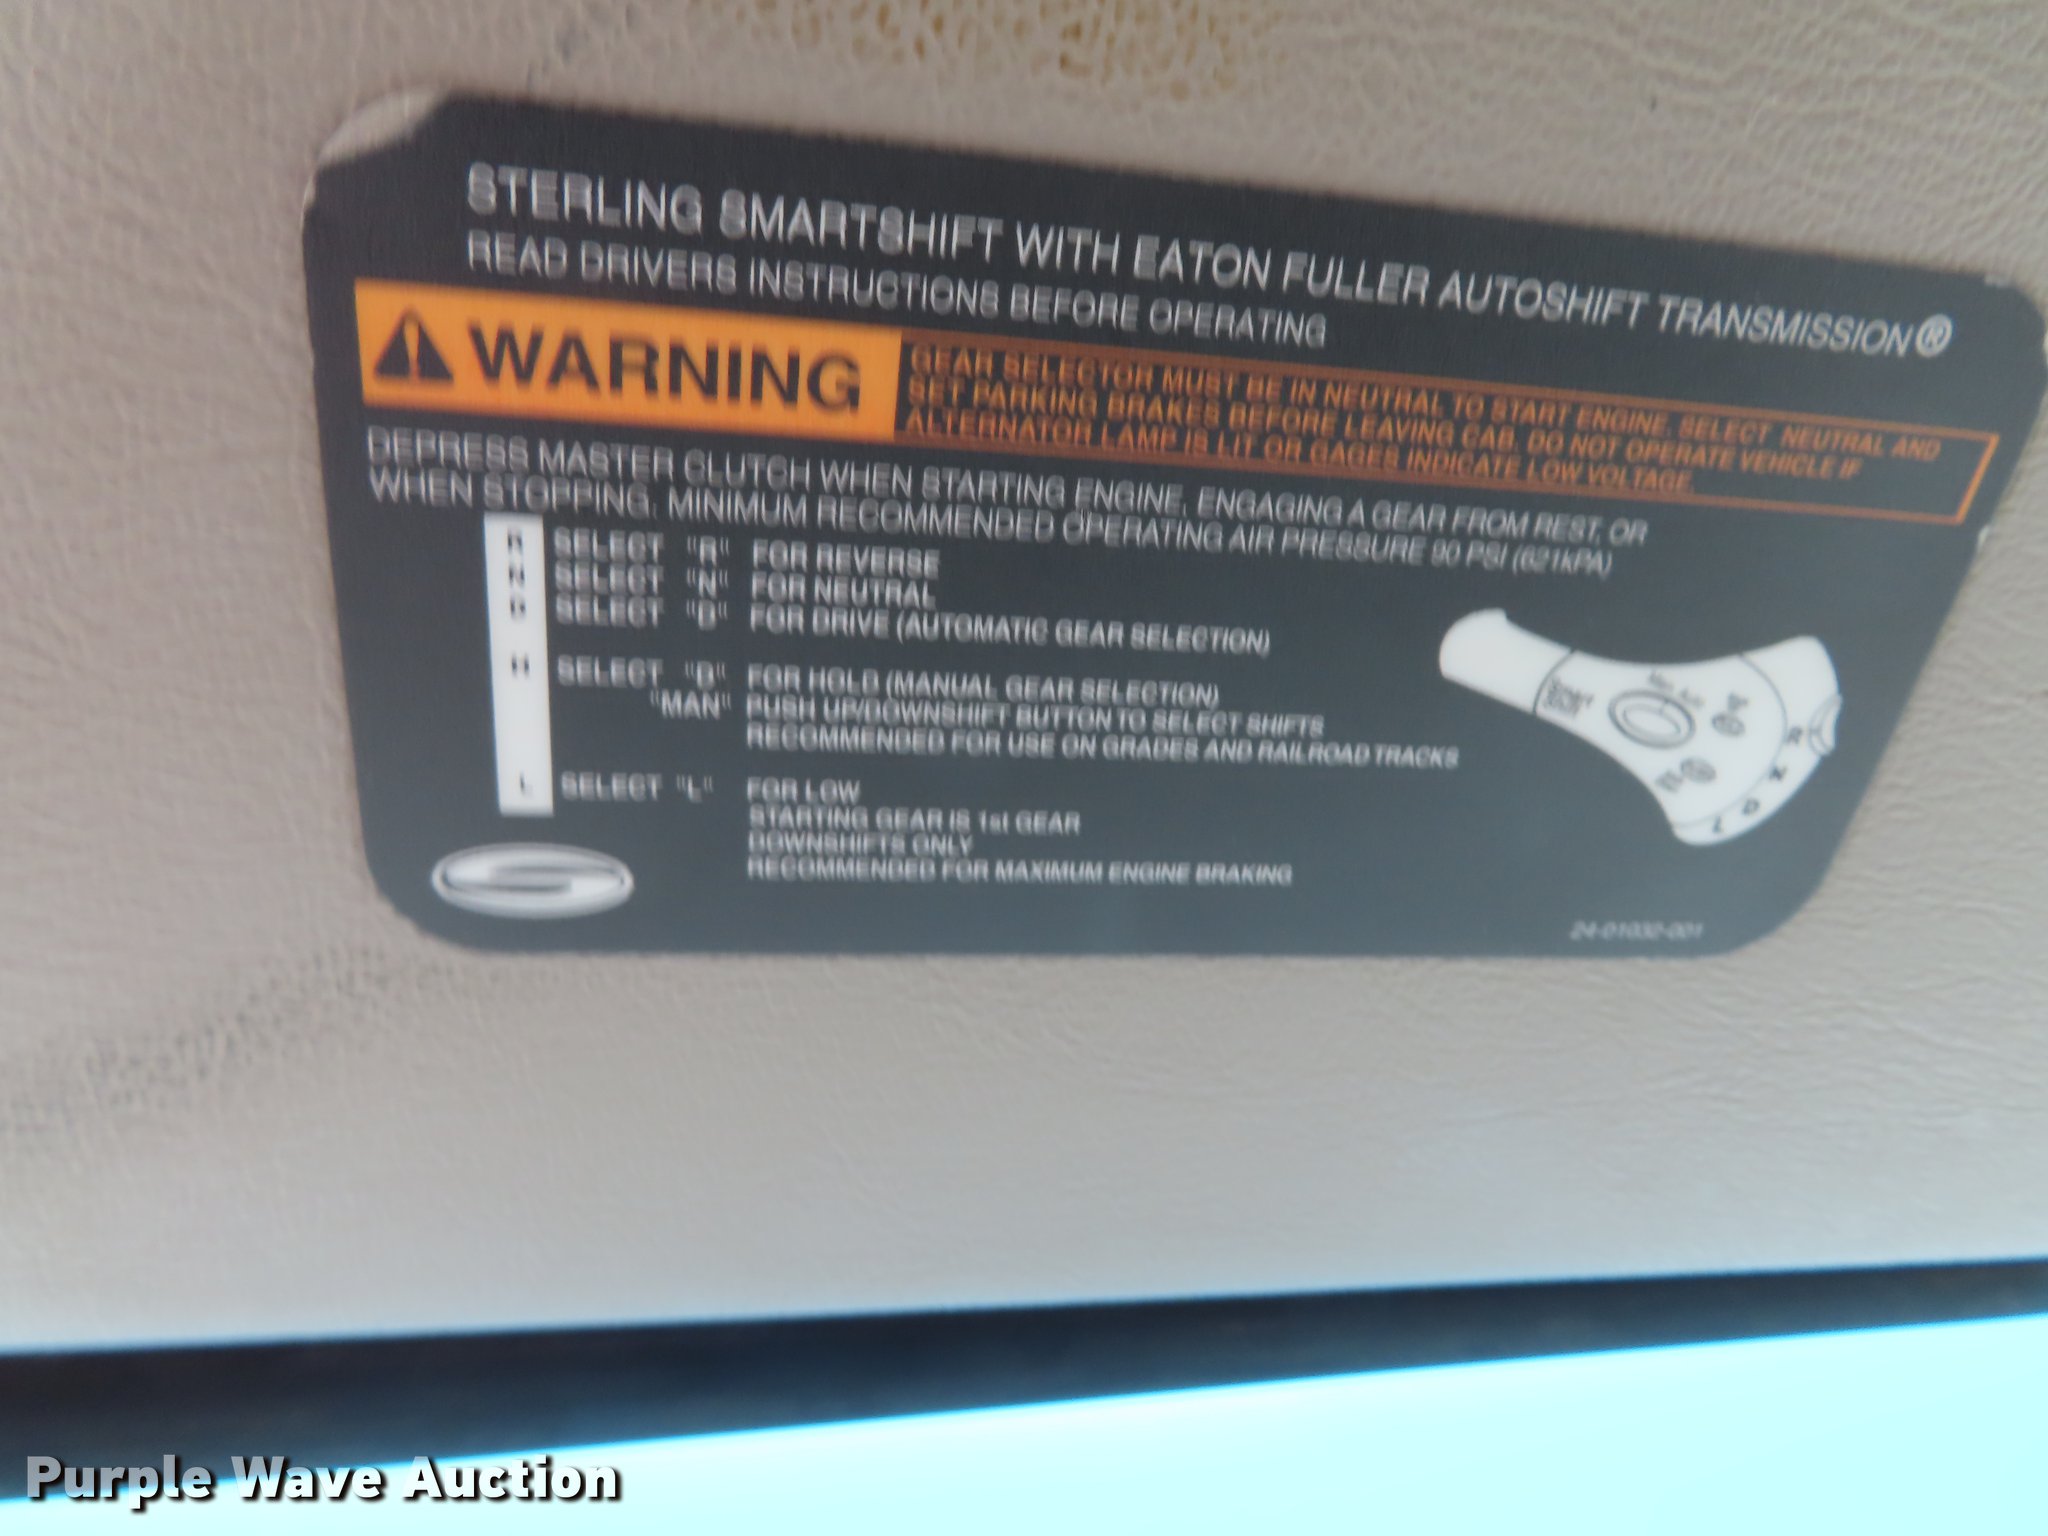 STERLING SMARTSHIFT WITH EATON FULLER AUTOSHIFT TRANSMISSION®
READ DRIVERS INSTRUCTIONS BEFORE OPERATING
WARNING
GEAR SELECTOR MUST BE IN NEUTRAL TO START ENGINE. SELECT NEUTRAL AND
SET PARKING BRAKES BEFORE LEAVING CAB. DO NOT OPERATE VEHICLE IF
ALTERNATOR LAMP IS LIT OR GAGES INDICATE LOW VOLTAGE.
DEPRESS MASTER CLUTCH WHEN STARTING ENGINE, ENGAGING A GEAR FROM REST, OR
WHEN STOPPING. MINIMUM RECOMMENDED OPERATING AIR PRESSURE 90 PSI (621kPA)
R SELECT "R" FOR REVERSE
N SELECT "N" FOR NEUTRAL
D SELECT "D" FOR DRIVE (AUTOMATIC GEAR SELECTION)
H SELECT "D" FOR HOLD (MANUAL GEAR SELECTION)
"MAN" PUSH UP/DOWNSHIFT BUTTON TO SELECT SHIFTS
RECOMMENDED FOR USE ON GRADES AND RAILROAD TRACKS
L SELECT "L" FOR LOW
STARTING GEAR IS 1st GEAR
DOWNSHIFTS ONLY
RECOMMENDED FOR MAXIMUM ENGINE BRAKING
R
N
D
L
24-01032-001
Purple Wave Auction